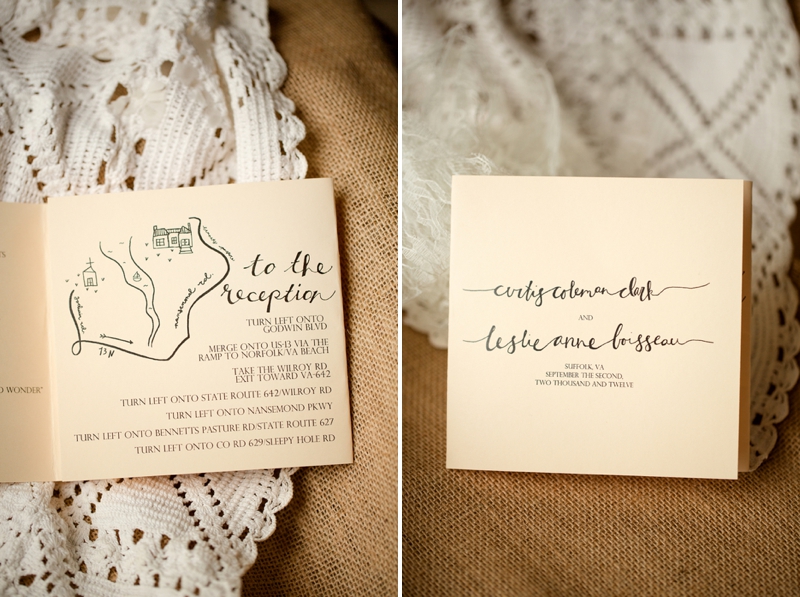 WONDER"
godwin blvd.
13 N
nansemond rd.
to the
reception
TURN LEFT ONTO
GODWIN BLVD
MERGE ONTO US-13 VIA THE
RAMP TO NORFOLK/VA BEACH
TAKE THE WILROY RD
EXIT TOWARD VA-642
TURN LEFT ONTO STATE ROUTE 642/WILROY RD
TURN LEFT ONTO NANSEMOND PKWY
TURN LEFT ONTO BENNETTS PASTURE RD/STATE ROUTE 627
TURN LEFT ONTO CO RD 629/SLEEPY HOLE RD
curtis coleman clark
AND
leslie anne boisseau
SUFFOLK, VA
SEPTEMBER THE SECOND,
TWO THOUSAND AND TWELVE